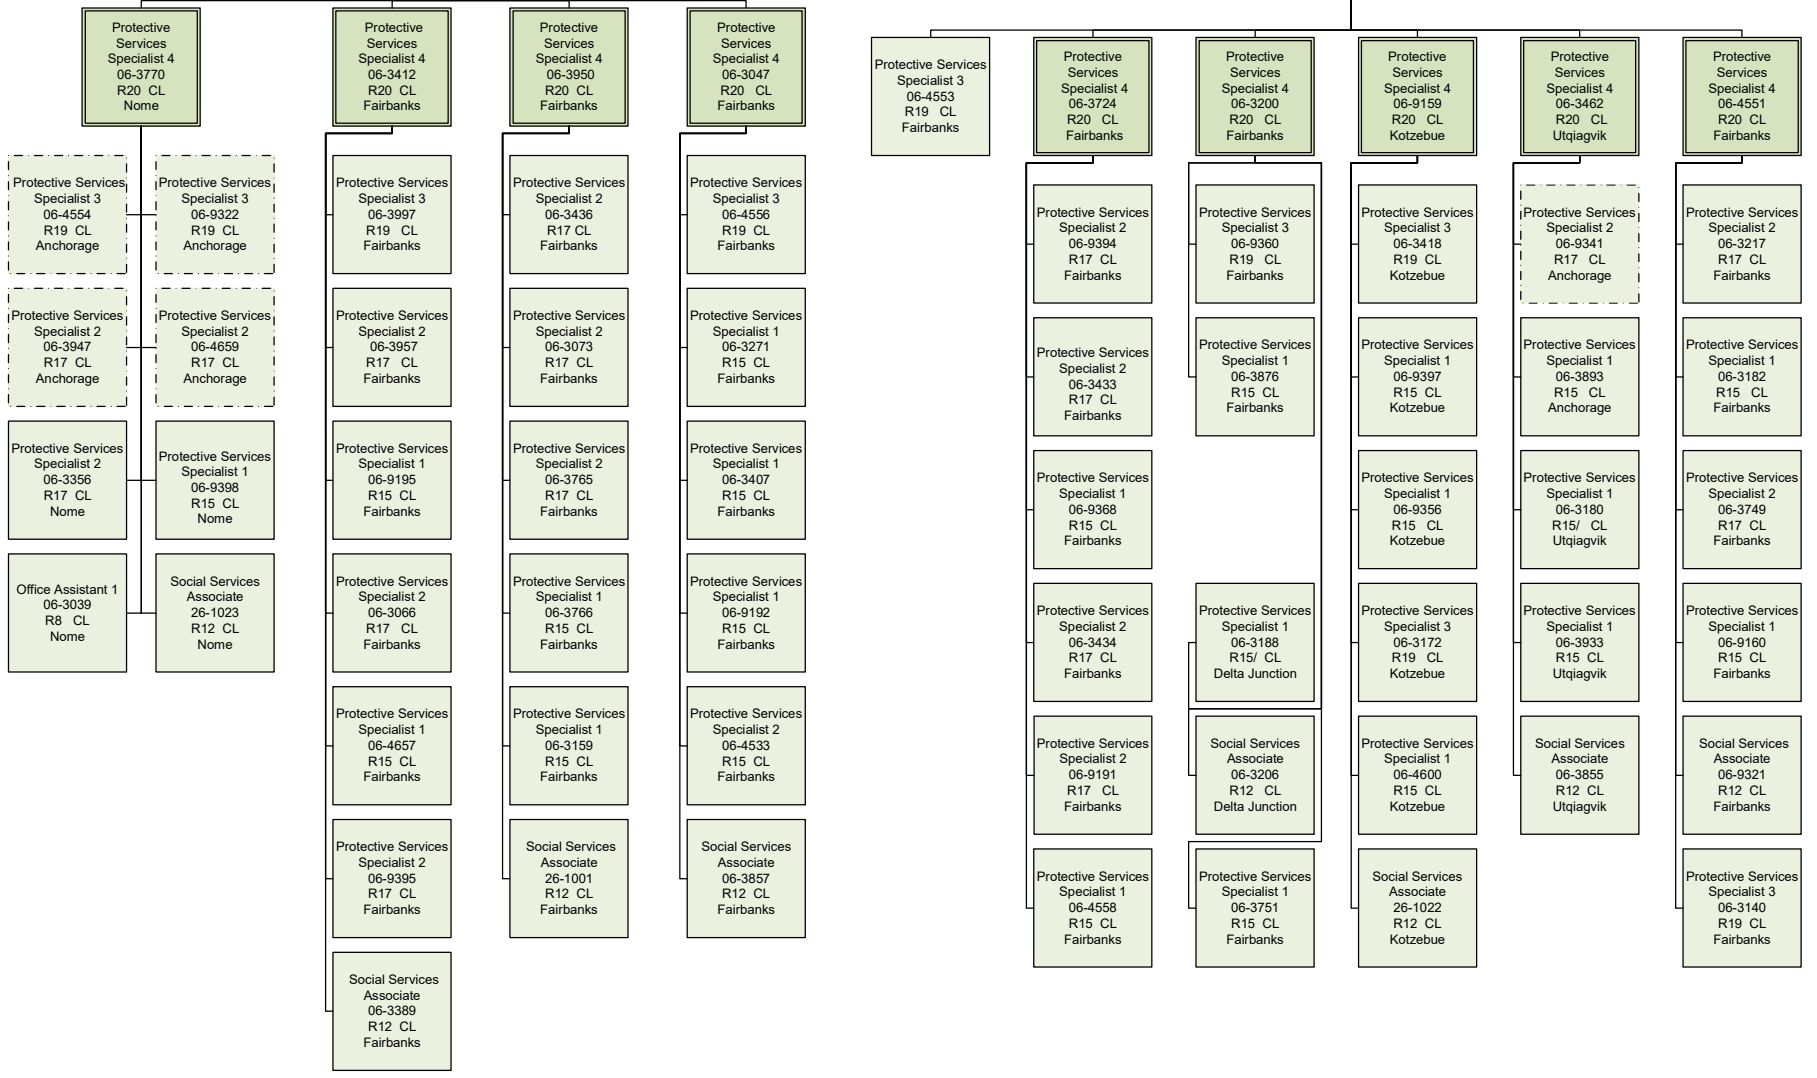 Protective
Services
Specialist 4
06-3770
R20 CL
Nome
Protective Services
Specialist 3
06-4554
R19 CL
Anchorage
Protective Services
Specialist 3
06-9322
R19 CL
Anchorage
Protective Services
Specialist 2
06-3947
R17 CL
Anchorage
Protective Services
Specialist 2
06-4659
R17 CL
Anchorage
Protective Services
Specialist 2
06-3356
R17 CL
Nome
Protective Services
Specialist 1
06-9398
R15 CL
Nome
Office Assistant 1
06-3039
R8 CL
Nome
Social Services
Associate
26-1023
R12 CL
Nome
Protective
Services
Specialist 4
06-3412
R20 CL
Fairbanks
Protective Services
Specialist 3
06-3997
R19 CL
Fairbanks
Protective Services
Specialist 2
06-3957
R17 CL
Fairbanks
Protective Services
Specialist 1
06-9195
R15 CL
Fairbanks
Protective Services
Specialist 2
06-3066
R17 CL
Fairbanks
Protective Services
Specialist 1
06-4657
R15 CL
Fairbanks
Protective Services
Specialist 2
06-9395
R17 CL
Fairbanks
Social Services
Associate
06-3389
R12 CL
Fairbanks
Protective
Services
Specialist 4
06-3950
R20 CL
Fairbanks
Protective Services
Specialist 2
06-3436
R17 CL
Fairbanks
Protective Services
Specialist 2
06-3073
R17 CL
Fairbanks
Protective Services
Specialist 2
06-3765
R17 CL
Fairbanks
Protective Services
Specialist 1
06-3766
R15 CL
Fairbanks
Protective Services
Specialist 1
06-3159
R15 CL
Fairbanks
Social Services
Associate
26-1001
R12 CL
Fairbanks
Protective
Services
Specialist 4
06-3047
R20 CL
Fairbanks
Protective Services
Specialist 3
06-4556
R19 CL
Fairbanks
Protective Services
Specialist 1
06-3271
R15 CL
Fairbanks
Protective Services
Specialist 1
06-3407
R15 CL
Fairbanks
Protective Services
Specialist 1
06-9192
R15 CL
Fairbanks
Protective Services
Specialist 2
06-4533
R15 CL
Fairbanks
Social Services
Associate
06-3857
R12 CL
Fairbanks
Protective Services
Specialist 3
06-4553
R19 CL
Fairbanks
Protective
Services
Specialist 4
06-3724
R20 CL
Fairbanks
Protective Services
Specialist 2
06-9394
R17 CL
Fairbanks
Protective Services
Specialist 2
06-3433
R17 CL
Fairbanks
Protective Services
Specialist 1
06-9368
R15 CL
Fairbanks
Protective Services
Specialist 2
06-3434
R17 CL
Fairbanks
Protective Services
Specialist 2
06-9191
R17 CL
Fairbanks
Protective Services
Specialist 1
06-4558
R15 CL
Fairbanks
Protective
Services
Specialist 4
06-3200
R20 CL
Fairbanks
Protective Services
Specialist 3
06-9360
R19 CL
Fairbanks
Protective Services
Specialist 1
06-3876
R15 CL
Fairbanks
Protective Services
Specialist 1
06-3188
R15/ CL
Delta Junction
Social Services
Associate
06-3206
R12 CL
Delta Junction
Protective Services
Specialist 1
06-3751
R15 CL
Fairbanks
Protective
Services
Specialist 4
06-9159
R20 CL
Kotzebue
Protective Services
Specialist 3
06-3418
R19 CL
Kotzebue
Protective Services
Specialist 1
06-9397
R15 CL
Kotzebue
Protective Services
Specialist 1
06-9356
R15 CL
Kotzebue
Protective Services
Specialist 3
06-3172
R19 CL
Kotzebue
Protective Services
Specialist 1
06-4600
R15 CL
Kotzebue
Social Services
Associate
26-1022
R12 CL
Kotzebue
Protective
Services
Specialist 4
06-3462
R20 CL
Utqiagvik
Protective Services
Specialist 2
06-9341
R17 CL
Anchorage
Protective Services
Specialist 1
06-3893
R15 CL
Anchorage
Protective Services
Specialist 1
06-3180
R15/ CL
Utqiagvik
Protective Services
Specialist 1
06-3933
R15 CL
Utqiagvik
Social Services
Associate
06-3855
R12 CL
Utqiagvik
Protective
Services
Specialist 4
06-4551
R20 CL
Fairbanks
Protective Services
Specialist 2
06-3217
R17 CL
Fairbanks
Protective Services
Specialist 1
06-3182
R15 CL
Fairbanks
Protective Services
Specialist 2
06-3749
R17 CL
Fairbanks
Protective Services
Specialist 1
06-9160
R15 CL
Fairbanks
Social Services
Associate
06-9321
R12 CL
Fairbanks
Protective Services
Specialist 3
06-3140
R19 CL
Fairbanks